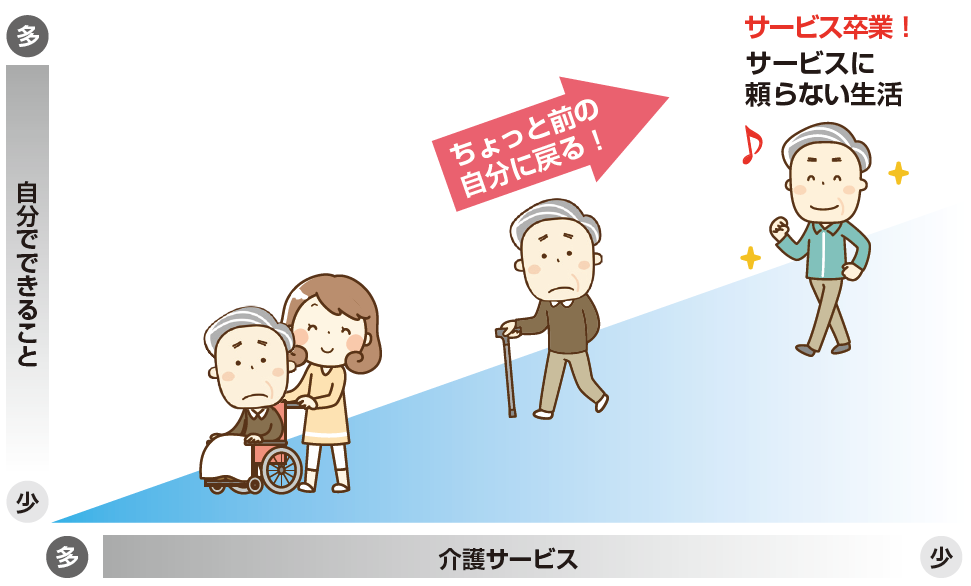 多
サービス卒業！
サービスに
頼らない生活
ちょっと前の
自分に戻る！
自分でできること
少
多
介護サービス
少